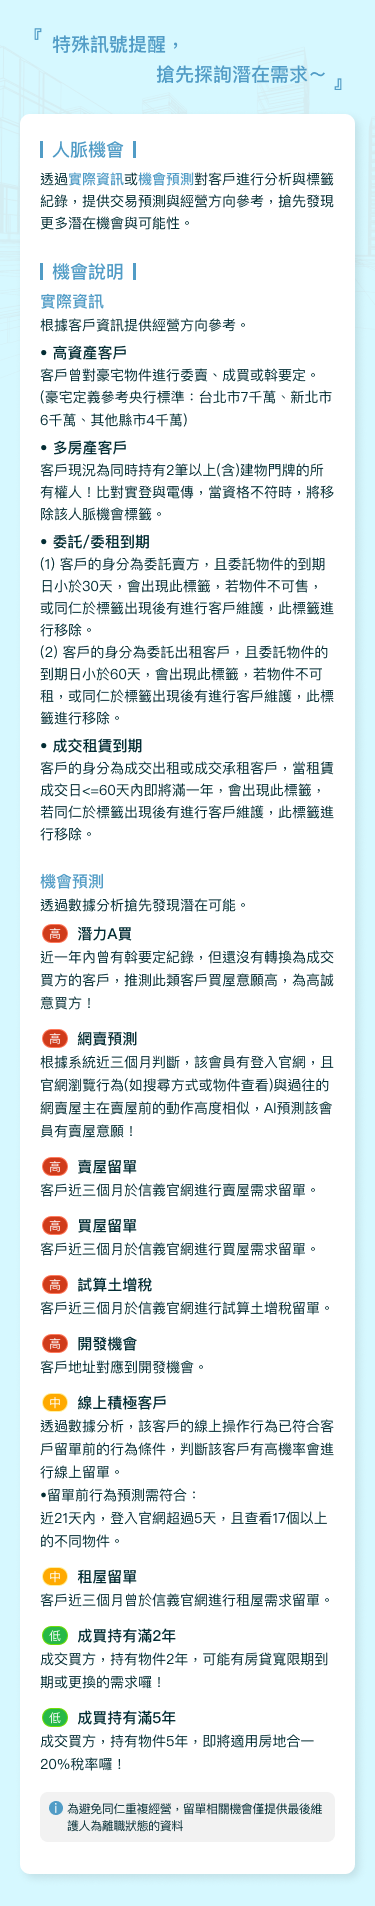 『 特殊訊號提醒，
搶先探詢潛在需求～ 』
人脈機會
透過實際資訊或機會預測對客戶進行分析與標籤
紀錄，提供交易預測與經營方向參考，搶先發現
更多潛在機會與可能性。
機會說明
實際資訊
根據客戶資訊提供經營方向參考。
• 高資產客戶
客戶曾對豪宅物件進行委賣、成買或斡要定。
(豪宅定義參考央行標準：台北市7千萬、新北市
6千萬、其他縣市4千萬)
• 多房產客戶
客戶現況為同時持有2筆以上(含)建物門牌的所
有權人！比對實登與電傳，當資格不符時，將移
除該人脈機會標籤。
• 委託/委租到期
(1) 客戶的身分為委託賣方，且委託物件的到期
日小於30天，會出現此標籤，若物件不可售，
或同仁於標籤出現後有進行客戶維護，此標籤進
行移除。
(2) 客戶的身分為委託出租客戶，且委託物件的
到期日小於60天，會出現此標籤，若物件不可
租，或同仁於標籤出現後有進行客戶維護，此標
籤進行移除。
• 成交租賃到期
客戶的身分為成交出租或成交承租客戶，當租賃
成交日<=60天內即將滿一年，會出現此標籤，
若同仁於標籤出現後有進行客戶維護，此標籤進
行移除。
機會預測
透過數據分析搶先發現潛在可能。
高 潛力A買
近一年內曾有斡要定紀錄，但還沒有轉換為成交
買方的客戶，推測此類客戶買屋意願高，為高誠
意買方！
高 網賣預測
根據系統近三個月判斷，該會員有登入官網，且
官網瀏覽行為(如搜尋方式或物件查看)與過往的
網賣屋主在賣屋前的動作高度相似，AI預測該會
員有賣屋意願！
高 賣屋留單
客戶近三個月於信義官網進行賣屋需求留單。
高 買屋留單
客戶近三個月於信義官網進行買屋需求留單。
高 試算土增稅
客戶近三個月於信義官網進行試算土增稅留單。
高 開發機會
客戶地址對應到開發機會。
中 線上積極客戶
透過數據分析，該客戶的線上操作行為已符合客
戶留單前的行為條件，判斷該客戶有高機率會進
行線上留單。
•留單前行為預測需符合：
近21天內，登入官網超過5天，且查看17個以上
的不同物件。
中 租屋留單
客戶近三個月曾於信義官網進行租屋需求留單。
低 成買持有滿2年
成交買方，持有物件2年，可能有房貸寬限期到
期或更換的需求囉！
低 成買持有滿5年
成交買方，持有物件5年，即將適用房地合一
20%稅率囉！
i 為避免同仁重複經營，留單相關機會僅提供最後維
護人為離職狀態的資料